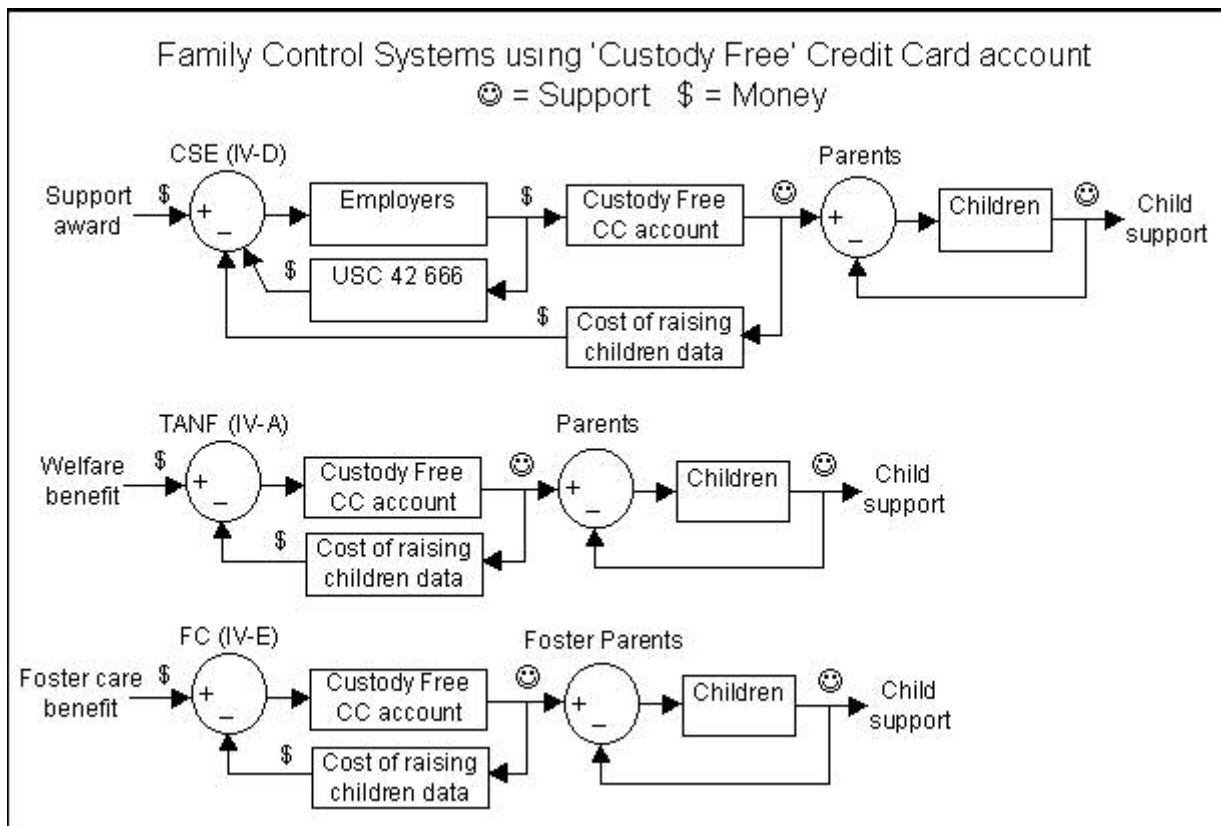 Family Control Systems using 'Custody Free' Credit Card account
☺ = Support $ = Money
CSE (IV-D)
Parents
Support
award
$
+
−
Employers
$
Custody Free
CC account
☺
+
−
Children
☺
Child
support
$
USC 42 666
$
Cost of raising
children data
TANF (IV-A)
Parents
Welfare
benefit
$
+
−
Custody Free
CC account
☺
+
−
Children
☺
Child
support
$
Cost of raising
children data
FC (IV-E)
Foster Parents
Foster care
benefit
$
+
−
Custody Free
CC account
☺
+
−
Children
☺
Child
support
$
Cost of raising
children data